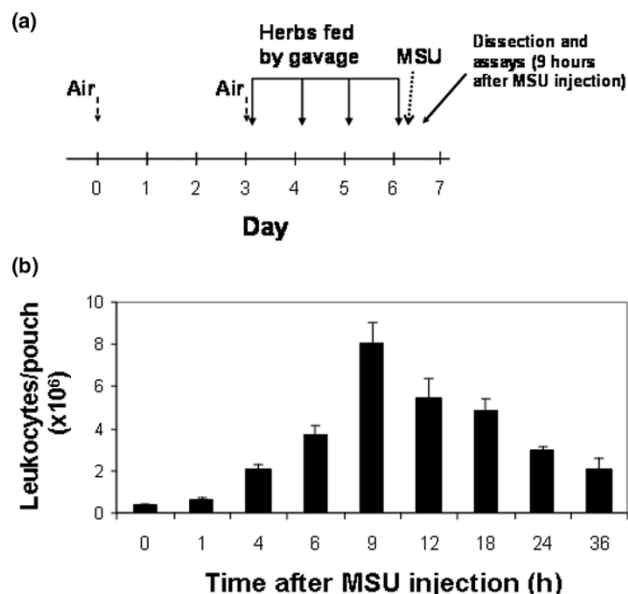 (a)
Herbs fed
by gavage
MSU
Dissection and
assays (9 hours
after MSU injection)
Air
Air
0 1 2 3 4 5 6 7
Day
(b)
Leukocytes/pouch
(x10⁶)
10
8
6
4
2
0
0 1 4 6 9 12 18 24 36
Time after MSU injection (h)